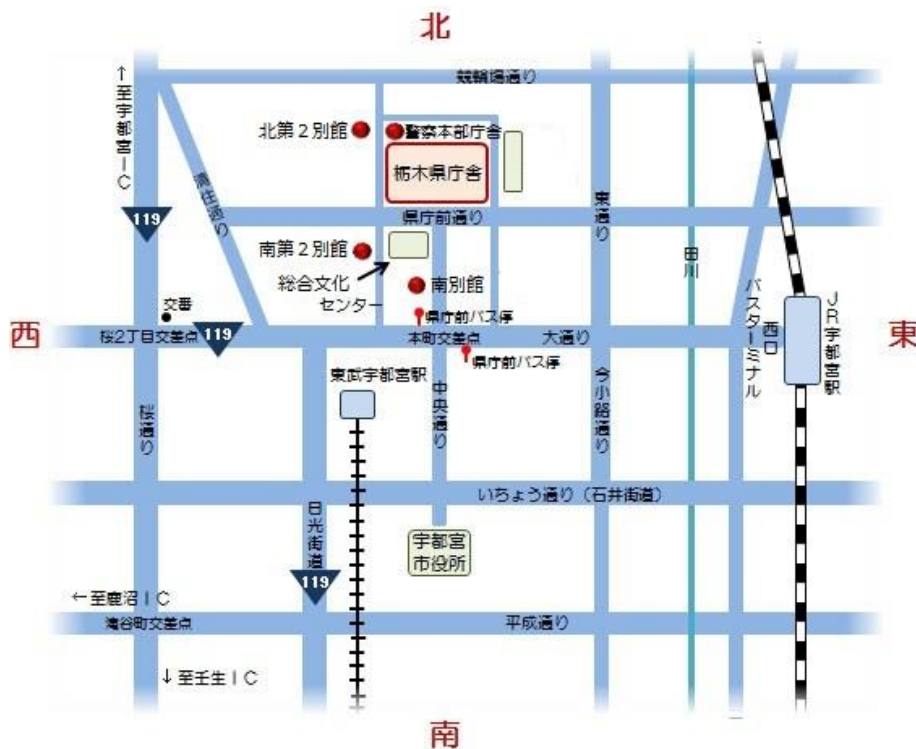 北
競輪場通り
↑至宇都宮IC
北第2別館
警察本部庁舎
栃木県庁舎
清住通り
東通り
119
県庁前通り
田川
南第2別館
総合文化
センター
南別館
交番
県庁前バス停
西
桜2丁目交差点
119
本町交差点
大通り
西口
バスターミナル
JR宇都宮駅
東
県庁前バス停
東武宇都宮駅
桜通り
中央通り
今小路通り
いちょう通り(石井街道)
日光街道
宇都宮
市役所
119
←至鹿沼IC
滝谷町交差点
平成通り
↓至壬生IC
南